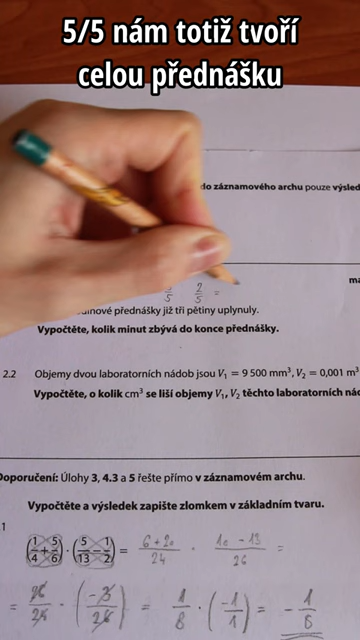 5/5 nám totiž tvoří
celou přednášku
do záznamového archu pouze výsled
ma
3/5 2/5 =
inové přednášky již tři pětiny uplynuly.
Vypočtěte, kolik minut zbývá do konce přednášky.
2.2 Objemy dvou laboratorních nádob jsou V₁ = 9 500 mm³, V₂ = 0,001 m³
Vypočtěte, o kolik cm³ se liší objemy V₁, V₂ těchto laboratorních nád
Doporučení: Úlohy 3, 4.3 a 5 řešte přímo v záznamovém archu.
Vypočtěte a výsledek zapište zlomkem v základním tvaru.
1
(1/4 + 5/6) · (5/13 − 1/2) = 6+20/24 · 10−13/26 =
= 26/24 · (−3/26) = 1/8 · (−1/1) = −1/8